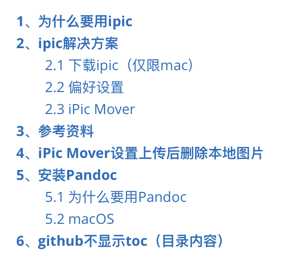 1、为什么要用ipic
2、ipic解决方案
2.1 下载ipic（仅限mac）
2.2 偏好设置
2.3 iPic Mover
3、参考资料
4、iPic Mover设置上传后删除本地图片
5、安装Pandoc
5.1 为什么要用Pandoc
5.2 macOS
6、github不显示toc（目录内容）